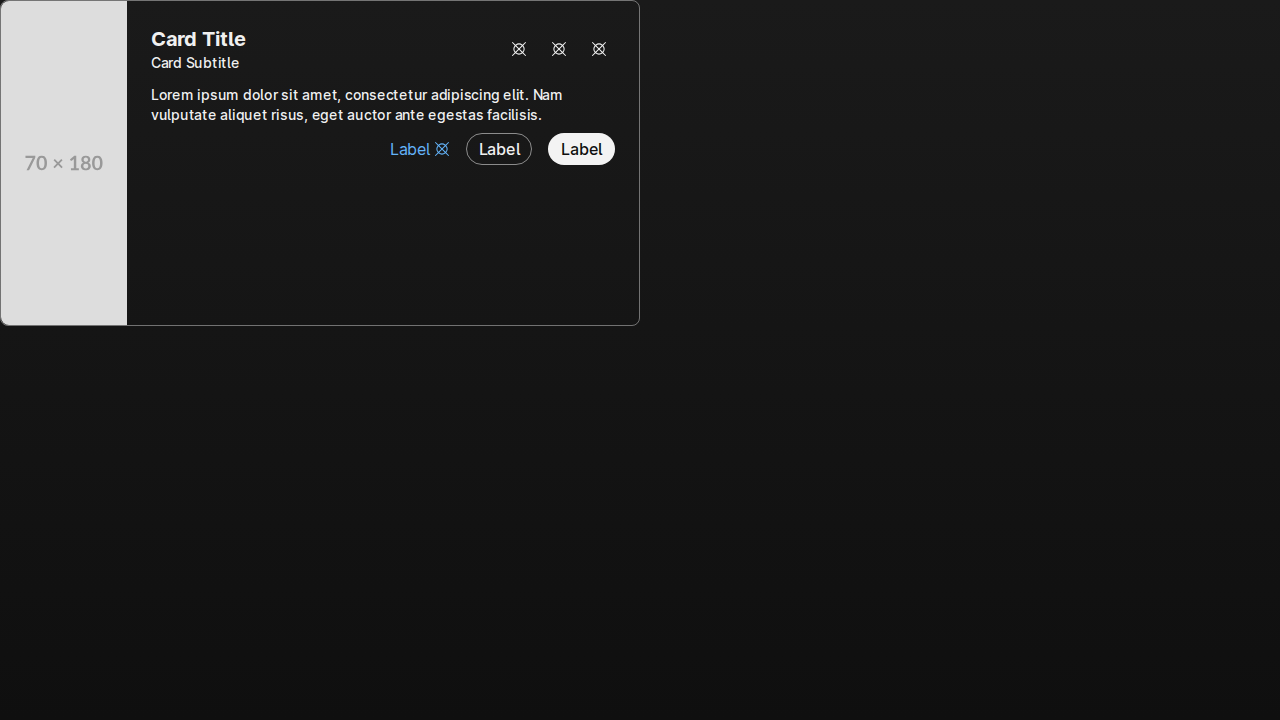 Card Title
Card Subtitle
Lorem ipsum dolor sit amet, consectetur adipiscing elit. Nam
vulputate aliquet risus, eget auctor ante egestas facilisis.
70 × 180
Label
Label
Label